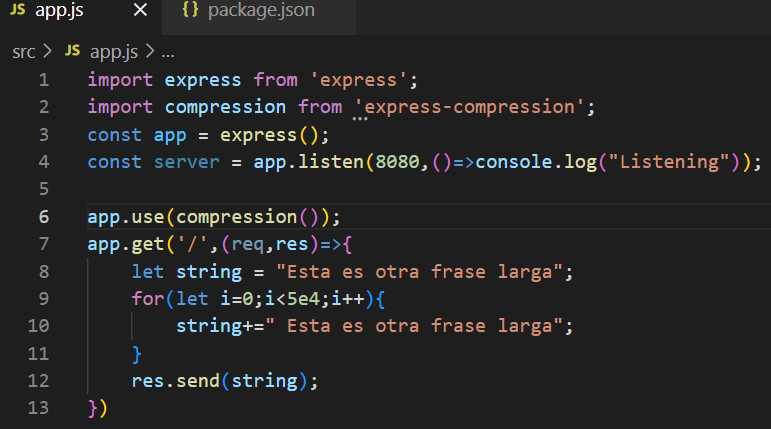 JS app.js × {} package.json
src > JS app.js > ...
1 import express from 'express';
2 import compression from 'express-compression';
3 const app = express();
4 const server = app.listen(8080,()=>console.log("Listening"));
5
6 app.use(compression());
7 app.get('/',(req,res)=>{
8 let string = "Esta es otra frase larga";
9 for(let i=0;i<5e4;i++){
10 string+=" Esta es otra frase larga";
11 }
12 res.send(string);
13 })